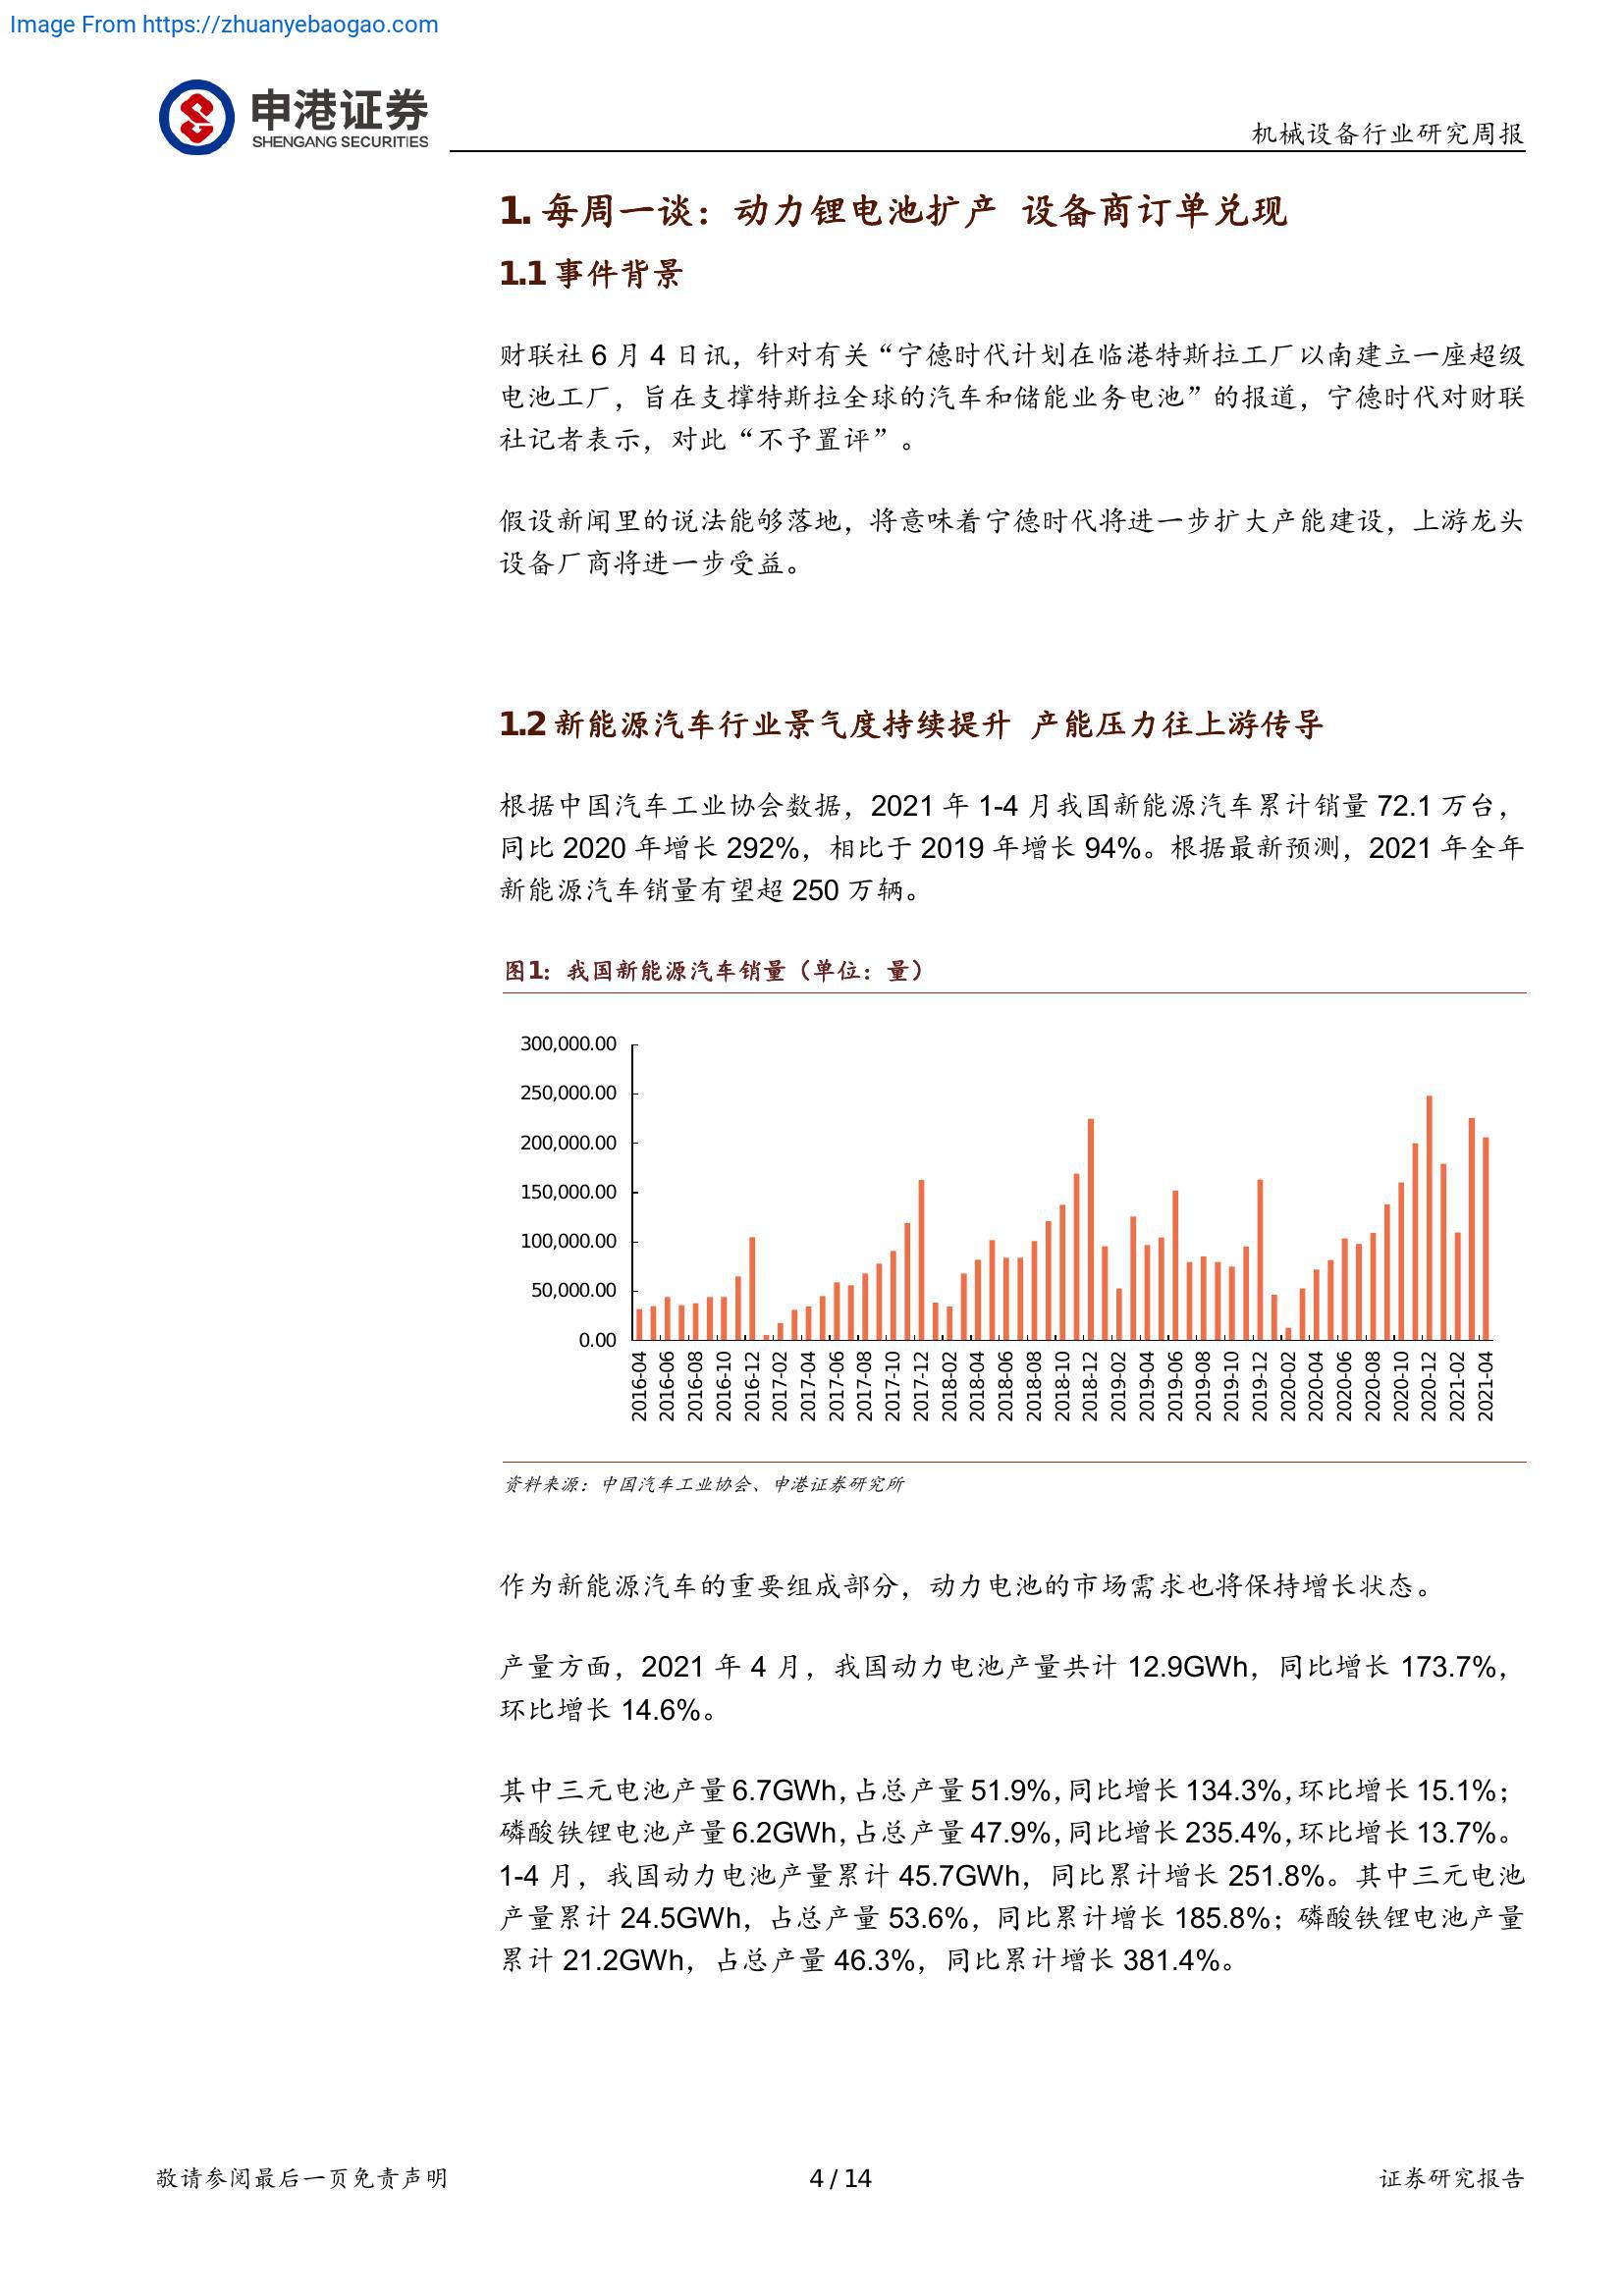 Image From https://zhuanyebaogao.com
申港证券
SHENGANG SECURITIES
机械设备行业研究周报
1. 每周一谈：动力锂电池扩产 设备商订单兑现
1.1 事件背景
财联社 6 月 4 日讯，针对有关“宁德时代计划在临港特斯拉工厂以南建立一座超级
电池工厂，旨在支撑特斯拉全球的汽车和储能业务电池”的报道，宁德时代对财联
社记者表示，对此“不予置评”。
假设新闻里的说法能够落地，将意味着宁德时代将进一步扩大产能建设，上游龙头
设备厂商将进一步受益。
1.2 新能源汽车行业景气度持续提升 产能压力往上游传导
根据中国汽车工业协会数据，2021 年 1-4 月我国新能源汽车累计销量 72.1 万台，
同比 2020 年增长 292%，相比于 2019 年增长 94%。根据最新预测，2021 年全年
新能源汽车销量有望超 250 万辆。
图1：我国新能源汽车销量（单位：量）
300,000.00
250,000.00
200,000.00
150,000.00
100,000.00
50,000.00
0.00
2016-04
2016-06
2016-08
2016-10
2016-12
2017-02
2017-04
2017-06
2017-08
2017-10
2017-12
2018-02
2018-04
2018-06
2018-08
2018-10
2018-12
2019-02
2019-04
2019-06
2019-08
2019-10
2019-12
2020-02
2020-04
2020-06
2020-08
2020-10
2020-12
2021-02
2021-04
资料来源：中国汽车工业协会、申港证券研究所
作为新能源汽车的重要组成部分，动力电池的市场需求也将保持增长状态。
产量方面，2021 年 4 月，我国动力电池产量共计 12.9GWh，同比增长 173.7%，
环比增长 14.6%。
其中三元电池产量 6.7GWh，占总产量 51.9%，同比增长 134.3%，环比增长 15.1%；
磷酸铁锂电池产量 6.2GWh，占总产量 47.9%，同比增长 235.4%，环比增长 13.7%。
1-4 月，我国动力电池产量累计 45.7GWh，同比累计增长 251.8%。其中三元电池
产量累计 24.5GWh，占总产量 53.6%，同比累计增长 185.8%；磷酸铁锂电池产量
累计 21.2GWh，占总产量 46.3%，同比累计增长 381.4%。
敬请参阅最后一页免责声明
4 / 14
证券研究报告